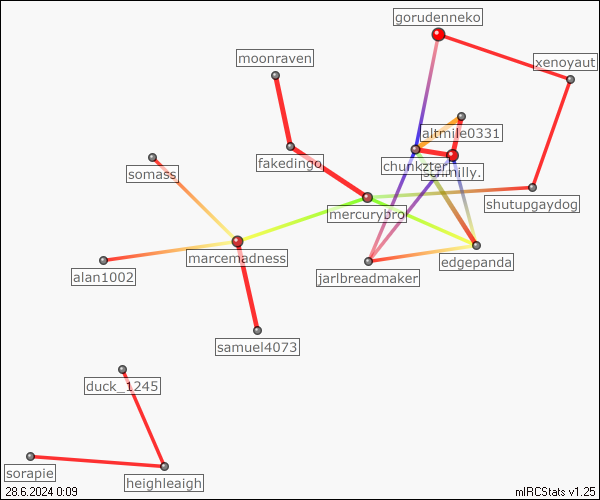 gorudenneko
moonraven
xenoyaut
altmile0331
fakedingo
chunkzter
somass
shutupgaydog
mercurybro
marcemadness
edgepanda
alan1002
jarlbreadmaker
samuel4073
duck_1245
sorapie
heighleaigh
28.6.2024 0:09
mIRCStats v1.25